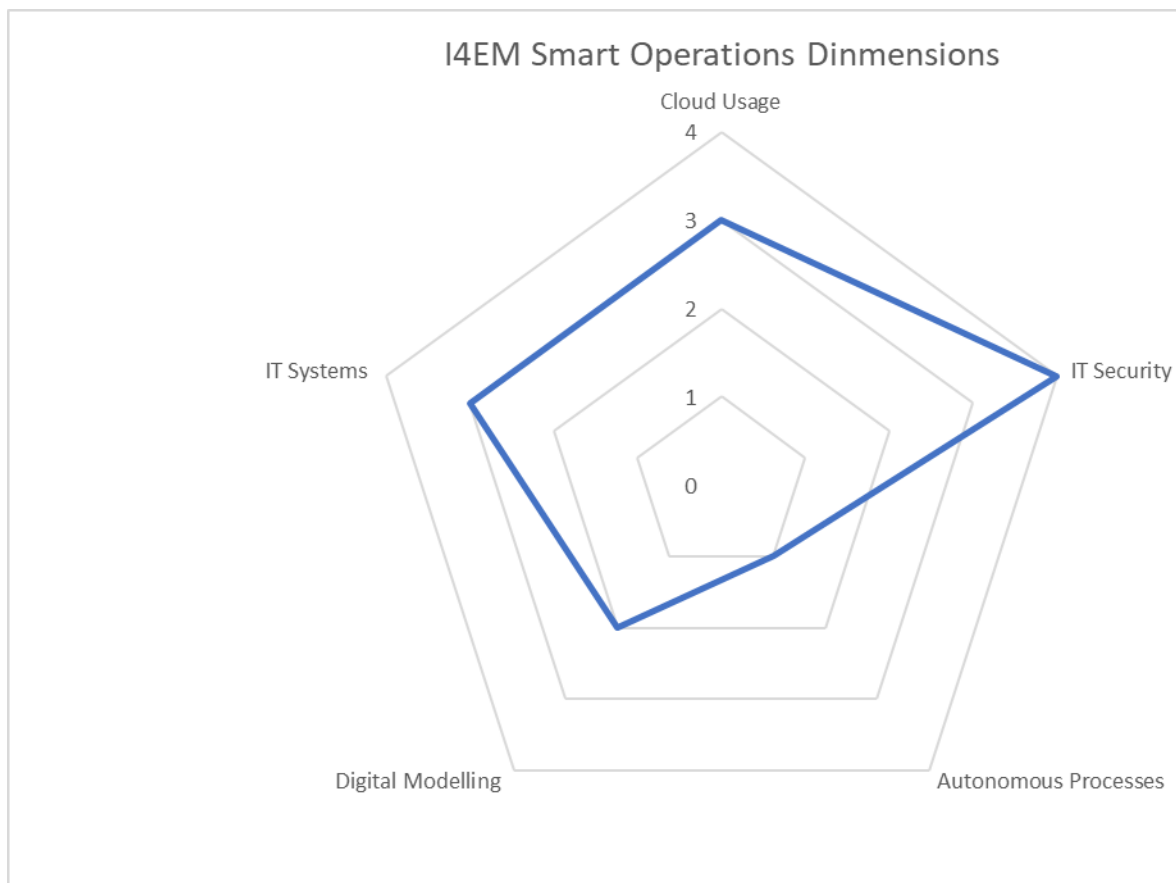 I4EM Smart Operations Dinmensions
Cloud Usage
4
3
2
IT Systems
IT Security
1
0
Digital Modelling
Autonomous Processes